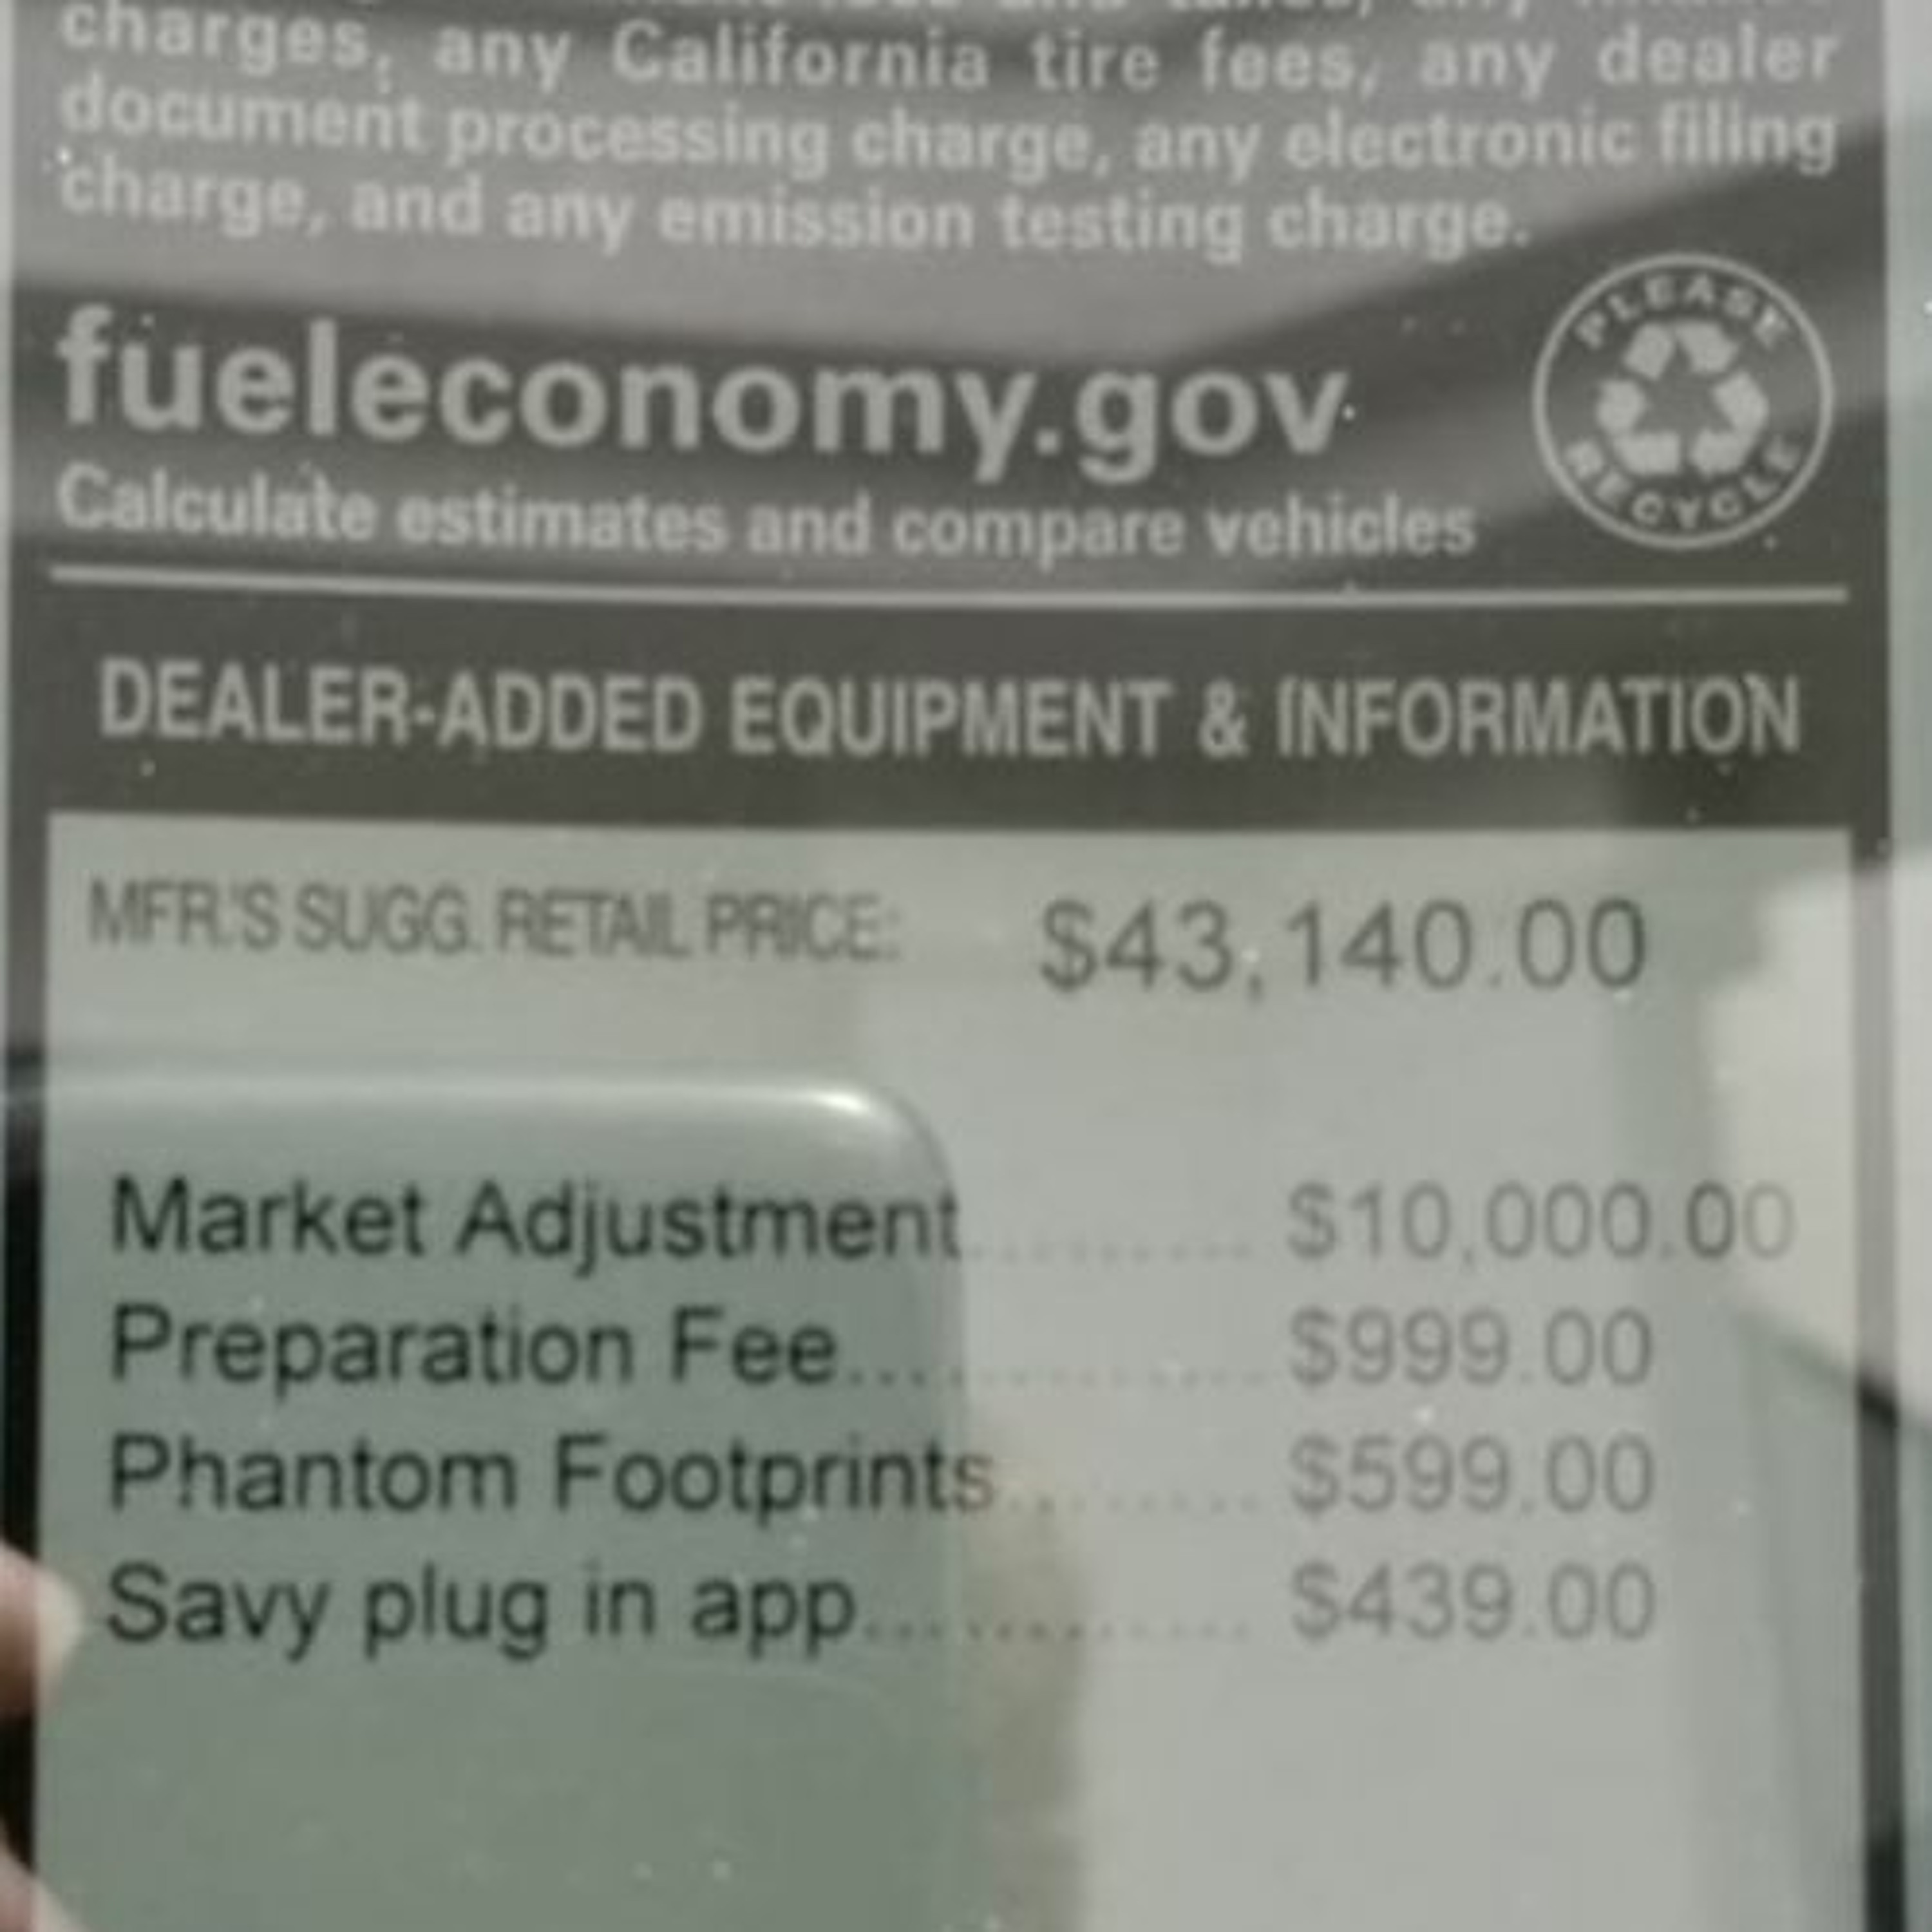 charges, any California tire fees, any dealer
document processing charge, any electronic filing
charge, and any emission testing charge.
fueleconomy.gov
PLEASE
RECYCLE
Calculate estimates and compare vehicles
DEALER-ADDED EQUIPMENT & INFORMATION
MFR.'S SUGG. RETAIL PRICE: $43,140.00
Market Adjustment......... $10,000.00
Preparation Fee............. $999.00
Phantom Footprints........ $599.00
Savy plug in app............ $439.00